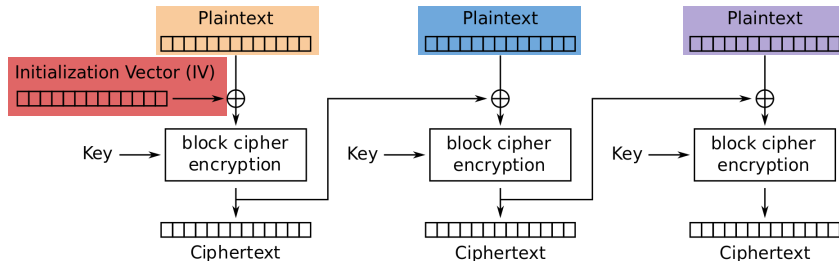 Plaintext
Plaintext
Plaintext
Initialization Vector (IV)
Key
block cipher
encryption
Key
block cipher
encryption
Key
block cipher
encryption
Ciphertext
Ciphertext
Ciphertext